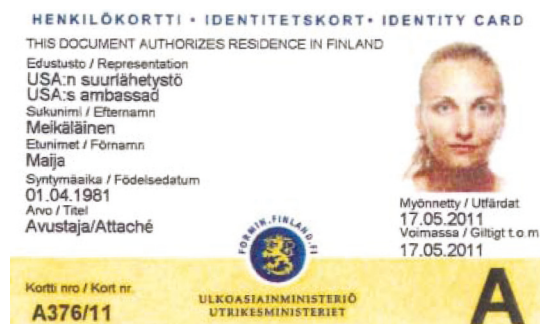 HENKILÖKORTTI • IDENTITETSKORT • IDENTITY CARD
THIS DOCUMENT AUTHORIZES RESIDENCE IN FINLAND
Edustusto / Representation
USA:n suurlähetystö
USA:s ambassad
Sukunimi / Efternamn
Meikäläinen
Etunimet / Förnamn
Maija
Syntymäaika / Födelsedatum
01.04.1981
Arvo / Titel
Avustaja/Attaché
Myönnetty / Utfärdat
17.05.2011
Voimassa / Giltigt t.o.m
17.05.2011
FORMIN.FINLAND.FI
Kortti nro / Kort nr.
A376/11
ULKOASIAINMINISTERIÖ
UTRIKESMINISTERIET
A